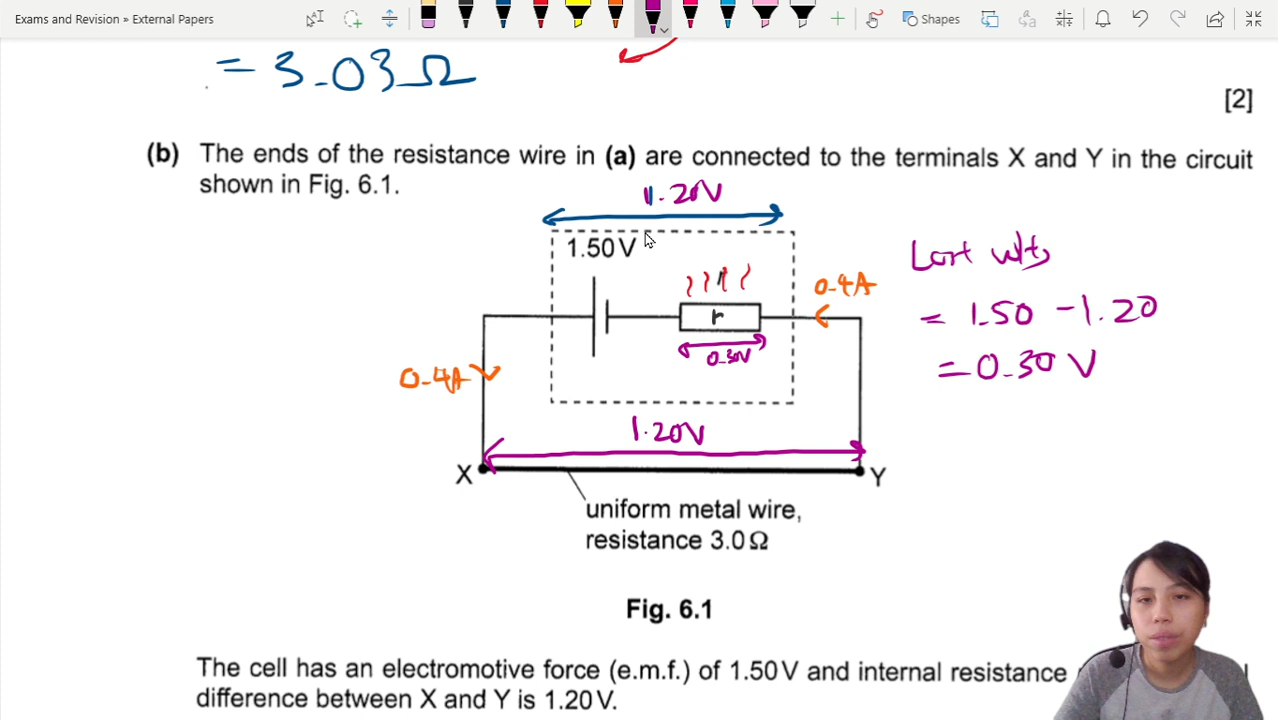 Exams and Revision » External Papers
Shapes
= 3.03Ω
[2]
(b) The ends of the resistance wire in (a) are connected to the terminals X and Y in the circuit
shown in Fig. 6.1.
1.20V
1.50 V
r
0.30V
0.4A
0.4A
Lost volts
= 1.50 - 1.20
= 0.30 V
1.20V
X
Y
uniform metal wire,
resistance 3.0 Ω
Fig. 6.1
The cell has an electromotive force (e.m.f.) of 1.50 V and internal resistance
difference between X and Y is 1.20 V.